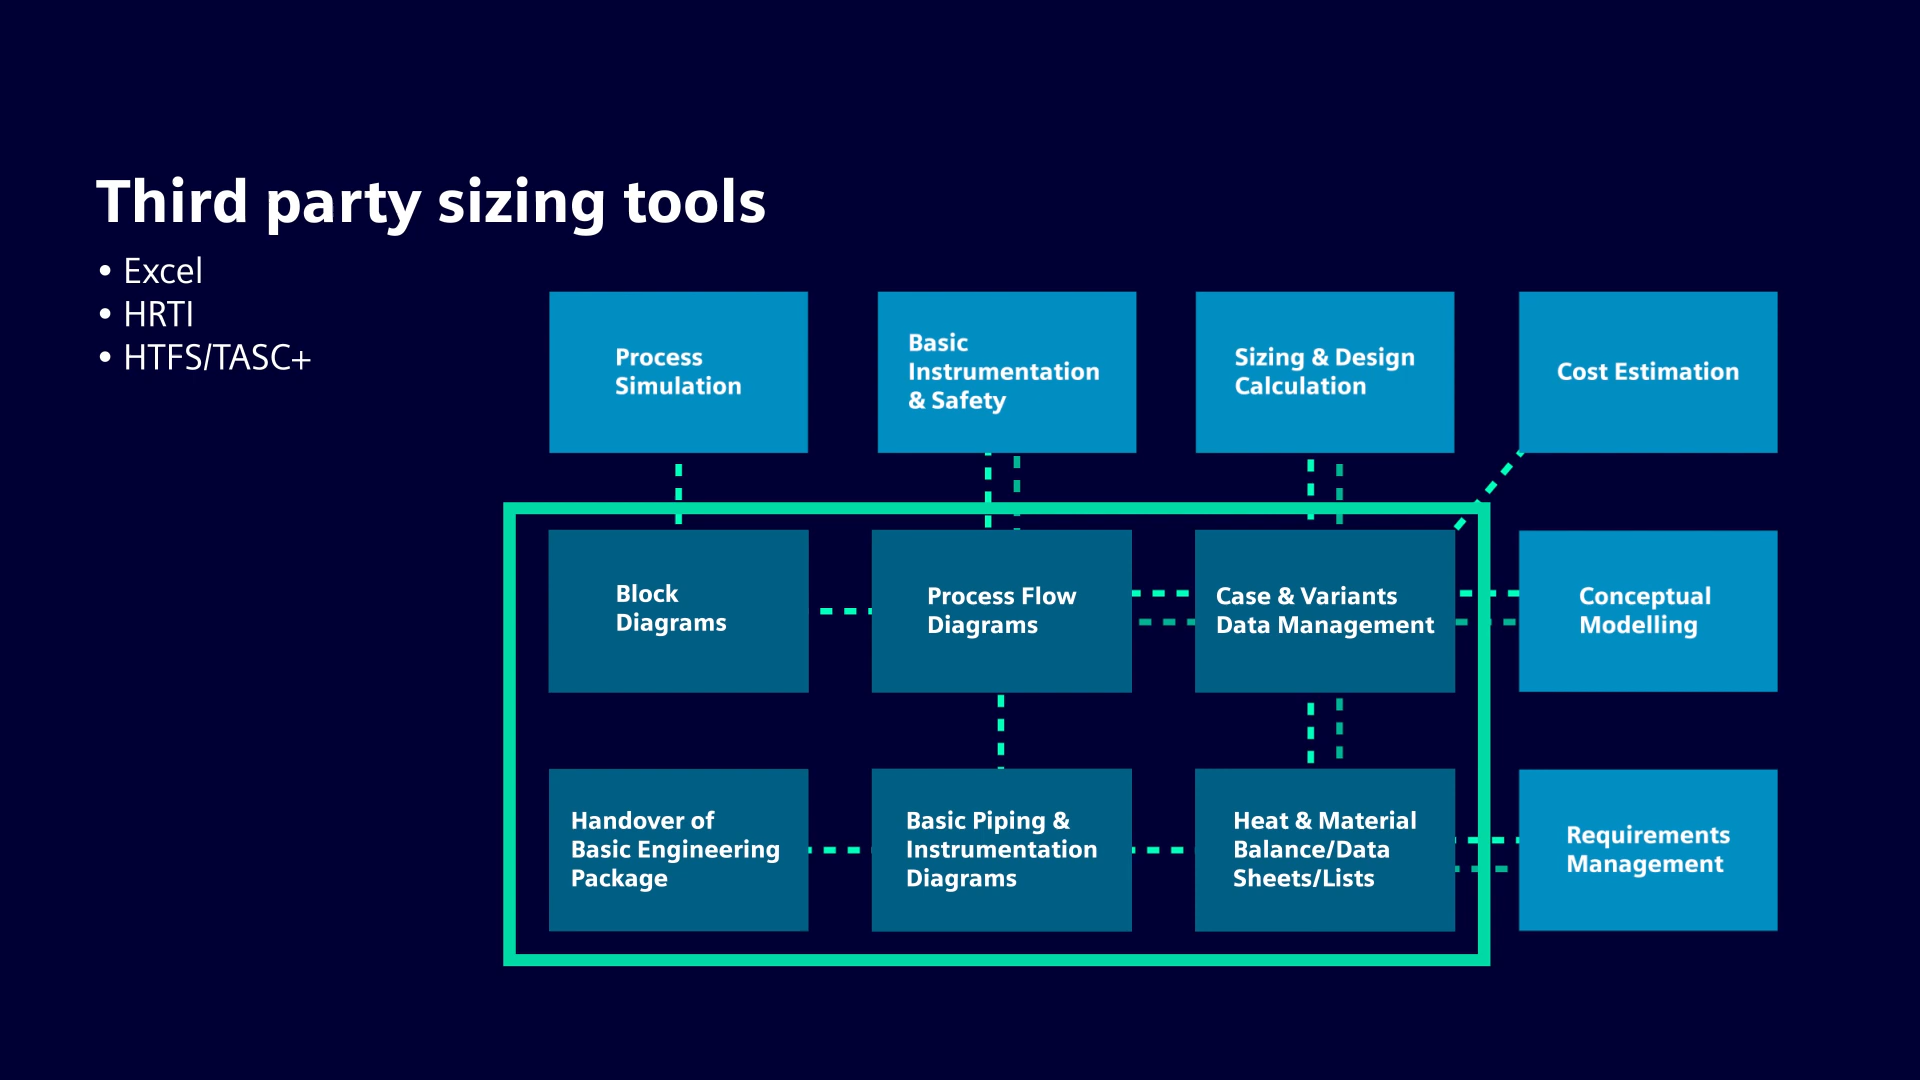 Third party sizing tools
• Excel
• HRTI
• HTFS/TASC+
Process
Simulation
Basic
Instrumentation
& Safety
Sizing & Design
Calculation
Cost Estimation
Block
Diagrams
Process Flow
Diagrams
Case & Variants
Data Management
Conceptual
Modelling
Handover of
Basic Engineering
Package
Basic Piping &
Instrumentation
Diagrams
Heat & Material
Balance/Data
Sheets/Lists
Requirements
Management